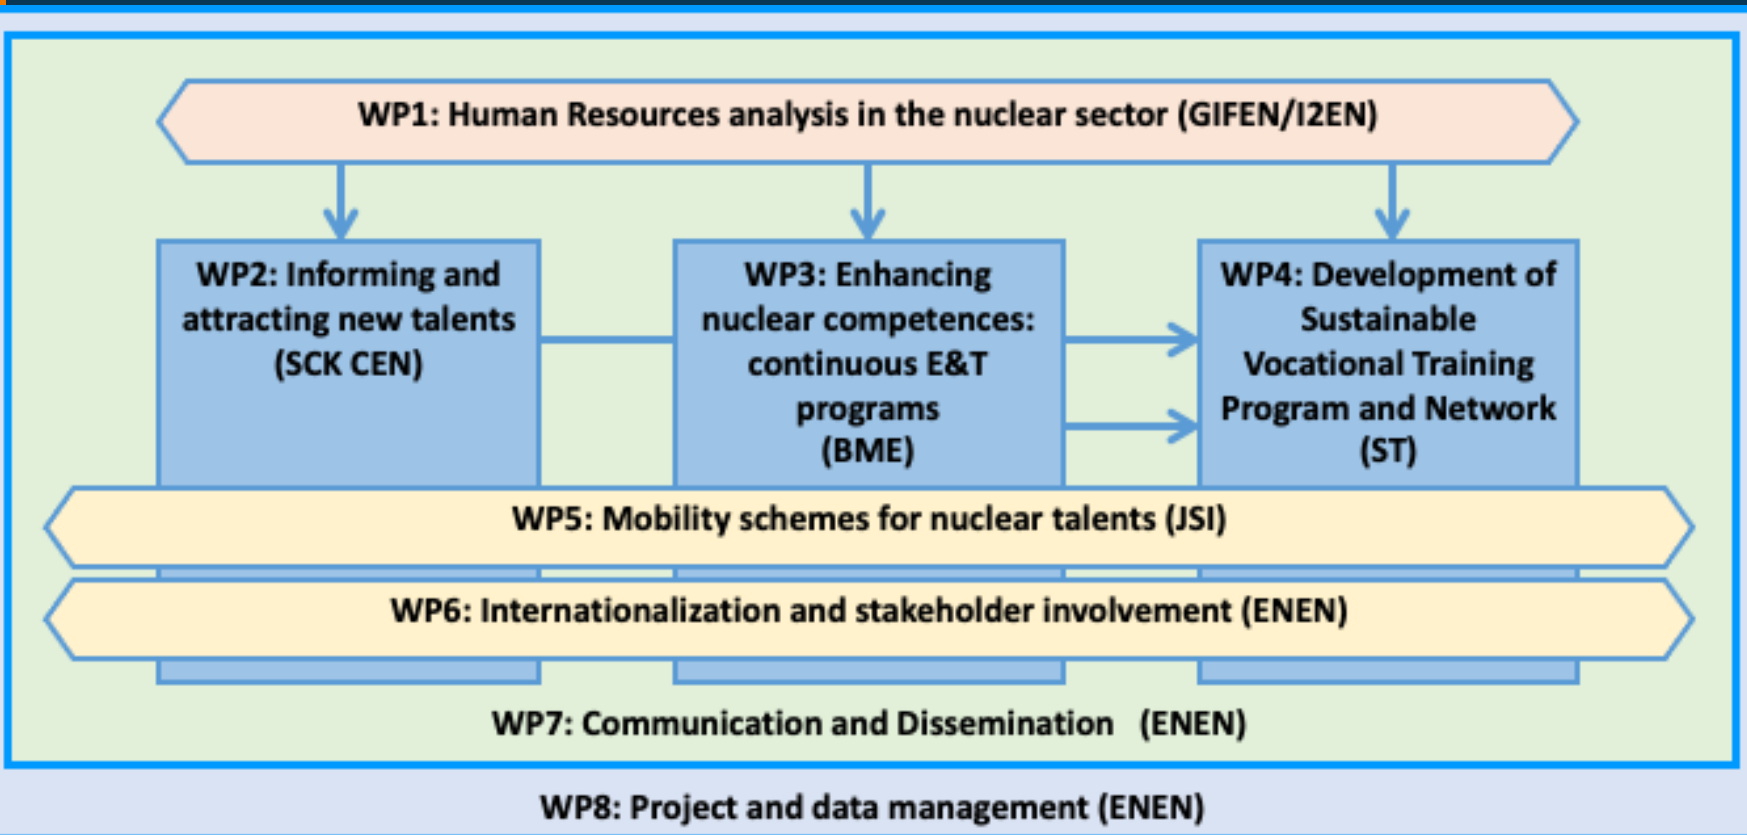 WP1: Human Resources analysis in the nuclear sector (GIFEN/I2EN)
WP2: Informing and
attracting new talents
(SCK CEN)
WP3: Enhancing
nuclear competences:
continuous E&T
programs
(BME)
WP4: Development of
Sustainable
Vocational Training
Program and Network
(ST)
WP5: Mobility schemes for nuclear talents (JSI)
WP6: Internationalization and stakeholder involvement (ENEN)
WP7: Communication and Dissemination (ENEN)
WP8: Project and data management (ENEN)